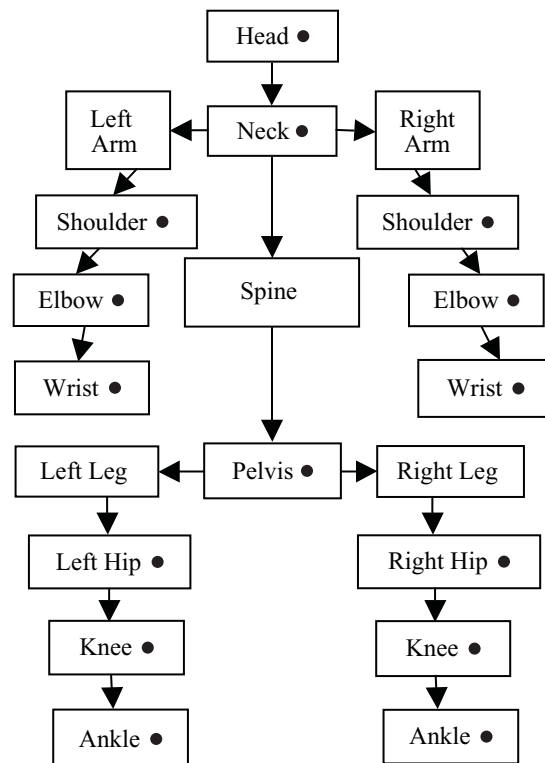 Head ●
Left
Arm
Neck ●
Right
Arm
Shoulder ●
Shoulder ●
Elbow ●
Spine
Elbow ●
Wrist ●
Wrist ●
Left Leg
Pelvis ●
Right Leg
Left Hip ●
Right Hip ●
Knee ●
Knee ●
Ankle ●
Ankle ●